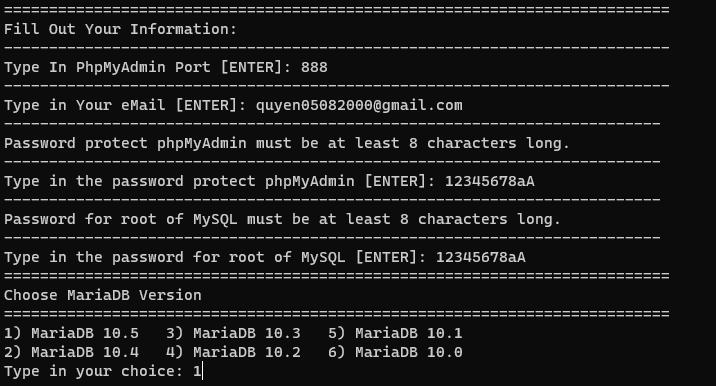 ==========================================================================
Fill Out Your Information:
--------------------------------------------------------------------------
Type In PhpMyAdmin Port [ENTER]: 888
--------------------------------------------------------------------------
Type in Your eMail [ENTER]: quyen05082000@gmail.com
-------------------------------------------------------------------------
Password protect phpMyAdmin must be at least 8 characters long.
-------------------------------------------------------------------------
Type in the password protect phpMyAdmin [ENTER]: 12345678aA
-------------------------------------------------------------------------
Password for root of MySQL must be at least 8 characters long.
-------------------------------------------------------------------------
Type in the password for root of MySQL [ENTER]: 12345678aA
==========================================================================
Choose MariaDB Version
==========================================================================
1) MariaDB 10.5   3) MariaDB 10.3   5) MariaDB 10.1
2) MariaDB 10.4   4) MariaDB 10.2   6) MariaDB 10.0
Type in your choice: 1